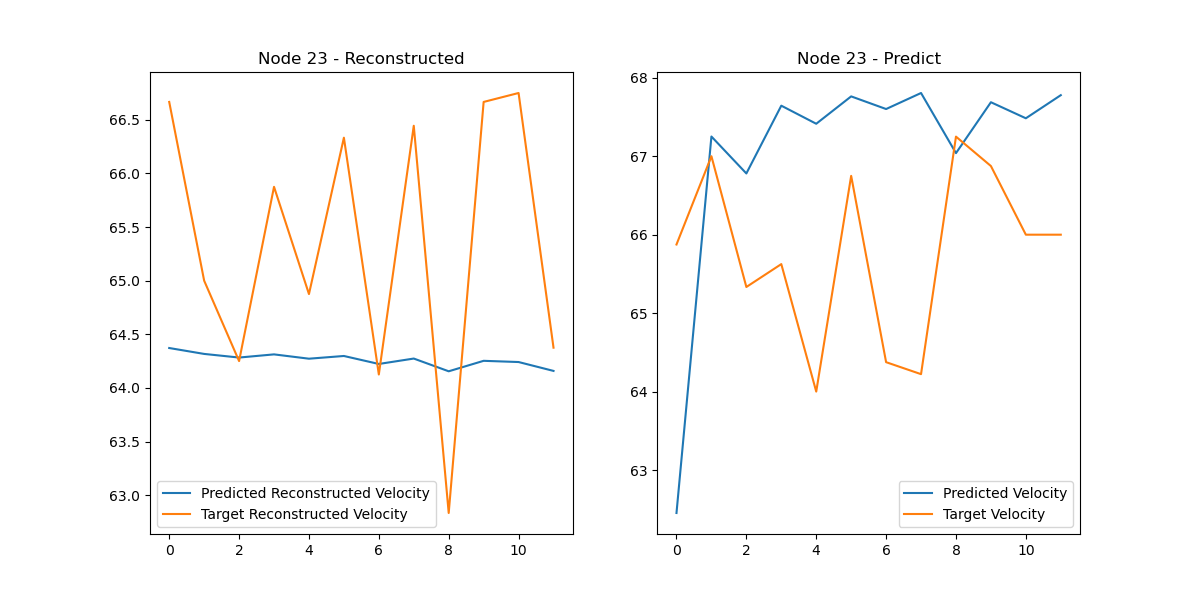 Node 23 - Reconstructed
66.5
66.0
65.5
65.0
64.5
64.0
63.5
63.0
0 2 4 6 8 10
Predicted Reconstructed Velocity
Target Reconstructed Velocity
Node 23 - Predict
68
67
66
65
64
63
0 2 4 6 8 10
Predicted Velocity
Target Velocity